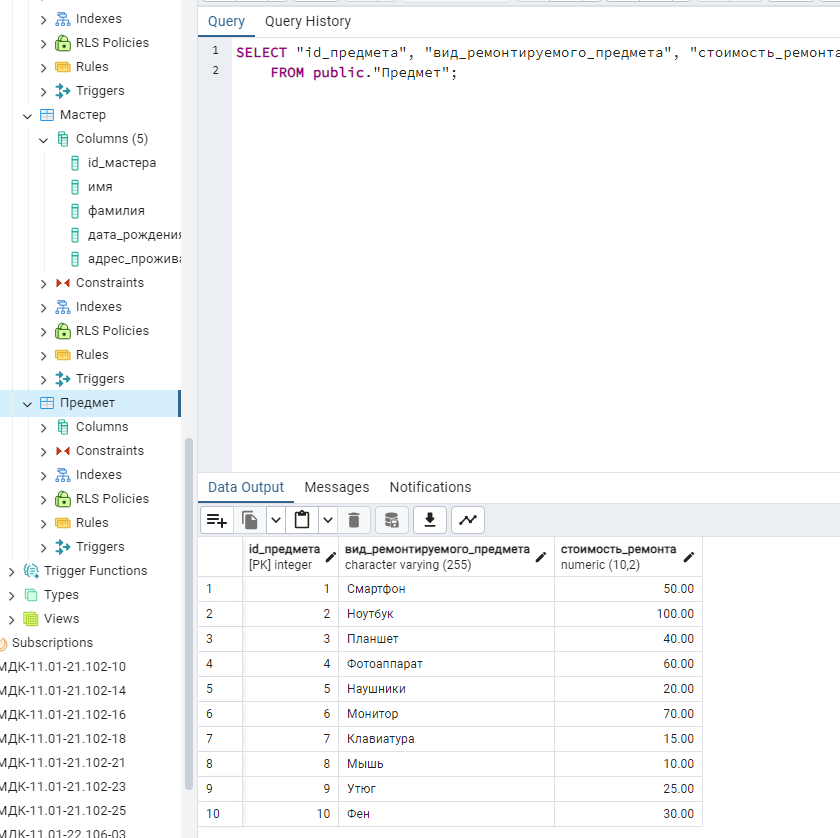 Indexes
RLS Policies
Rules
Triggers
Мастер
Columns (5)
id_мастера
имя
фамилия
дата_рождения
адрес_прожива
Constraints
Indexes
RLS Policies
Rules
Triggers
Предмет
Columns
Constraints
Indexes
RLS Policies
Rules
Triggers
Trigger Functions
Types
Views
Subscriptions
МДК-11.01-21.102-10
МДК-11.01-21.102-14
МДК-11.01-21.102-16
МДК-11.01-21.102-18
МДК-11.01-21.102-21
МДК-11.01-21.102-23
МДК-11.01-21.102-25
МДК-11.01-22.106-03
Query Query History
1 SELECT "id_предмета", "вид_ремонтируемого_предмета", "стоимость_ремонта
2 FROM public."Предмет";
Data Output Messages Notifications
id_предмета вид_ремонтируемого_предмета стоимость_ремонта
[PK] integer character varying (255) numeric (10,2)
1 1 Смартфон 50.00
2 2 Ноутбук 100.00
3 3 Планшет 40.00
4 4 Фотоаппарат 60.00
5 5 Наушники 20.00
6 6 Монитор 70.00
7 7 Клавиатура 15.00
8 8 Мышь 10.00
9 9 Утюг 25.00
10 10 Фен 30.00